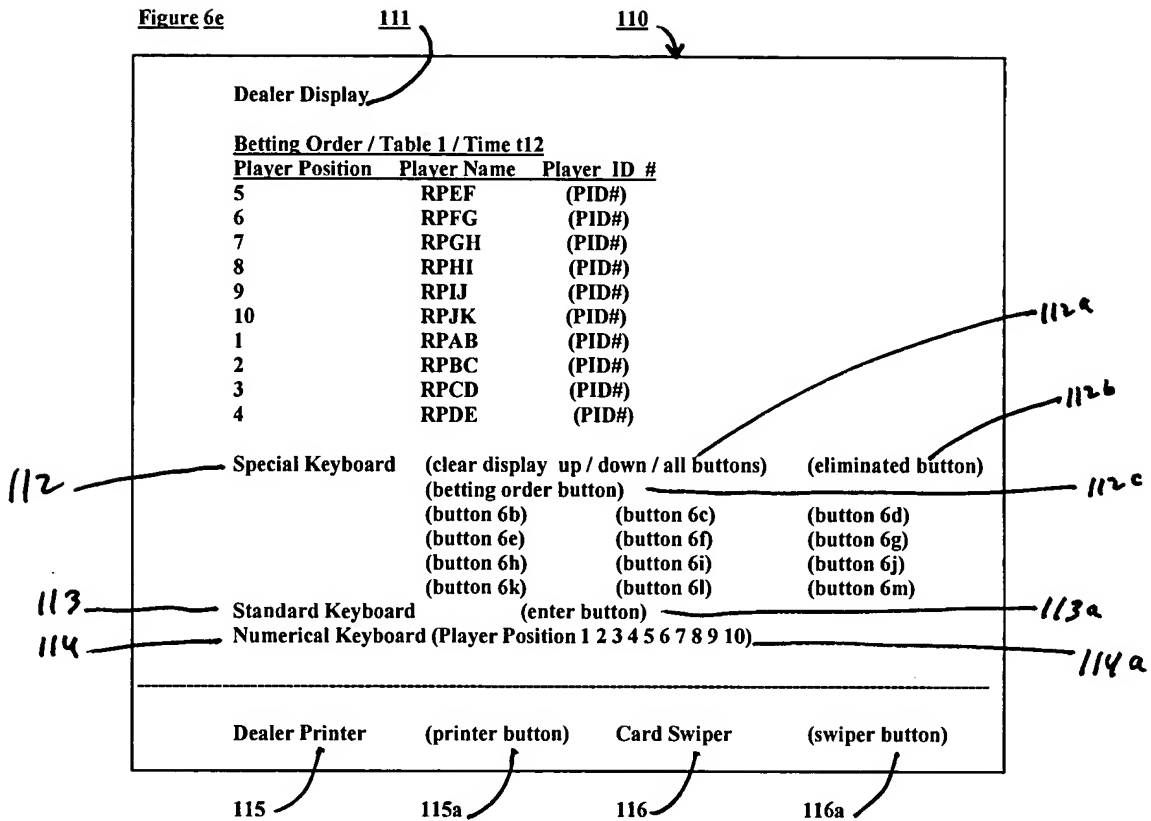 Figure 6e 111 110
Dealer Display
Betting Order / Table 1 / Time t12
Player Position Player Name Player ID #
5 RPEF (PID#)
6 RPFG (PID#)
7 RPGH (PID#)
8 RPHI (PID#)
9 RPIJ (PID#)
10 RPJK (PID#)
112a
1 RPAB (PID#)
2 RPBC (PID#)
3 RPCD (PID#)
112b
4 RPDE (PID#)
112 Special Keyboard (clear display up / down / all buttons) (eliminated button)
(betting order button) 112c
(button 6b) (button 6c) (button 6d)
(button 6e) (button 6f) (button 6g)
(button 6h) (button 6i) (button 6j)
(button 6k) (button 6l) (button 6m)
113 Standard Keyboard (enter button) 113a
114 Numerical Keyboard (Player Position 1 2 3 4 5 6 7 8 9 10) 114a
Dealer Printer (printer button) Card Swiper (swiper button)
115 115a 116 116a